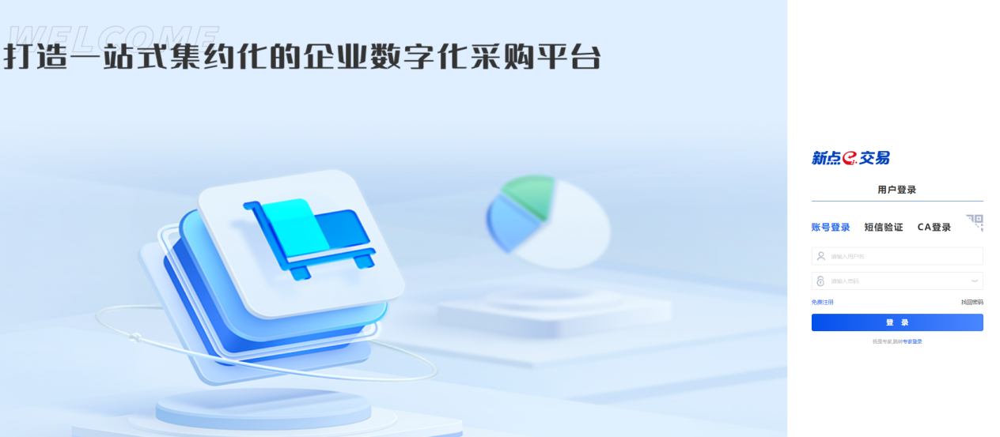 WELCOME
打造一站式集约化的企业数字化采购平台
新点e交易
用户登录
账号登录 短信验证 CA登录
请输入用户名
请输入密码
免费注册 找回密码
登 录
我是专家,跳转专家登录